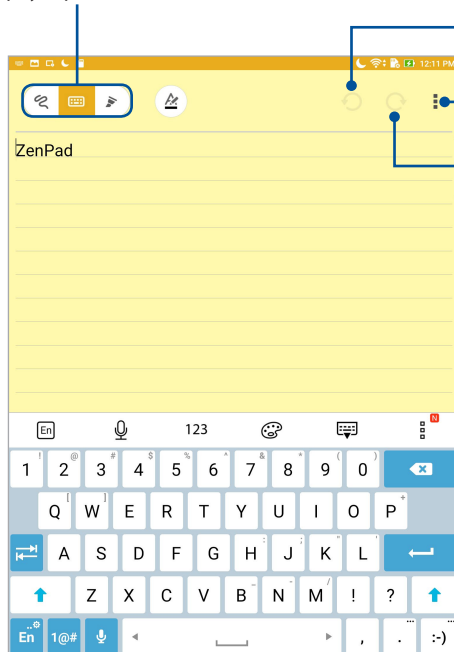 12:11 PM
ZenPad
En 123 N
! @ # $ % ^ & * ( )
1 2 3 4 5 6 7 8 9 0
[ ] +
Q W E R T Y U I O P
: ; " '
A S D F G H J K L
_ - /
Z X C V B N M ! ?
En 1@# , . :-)